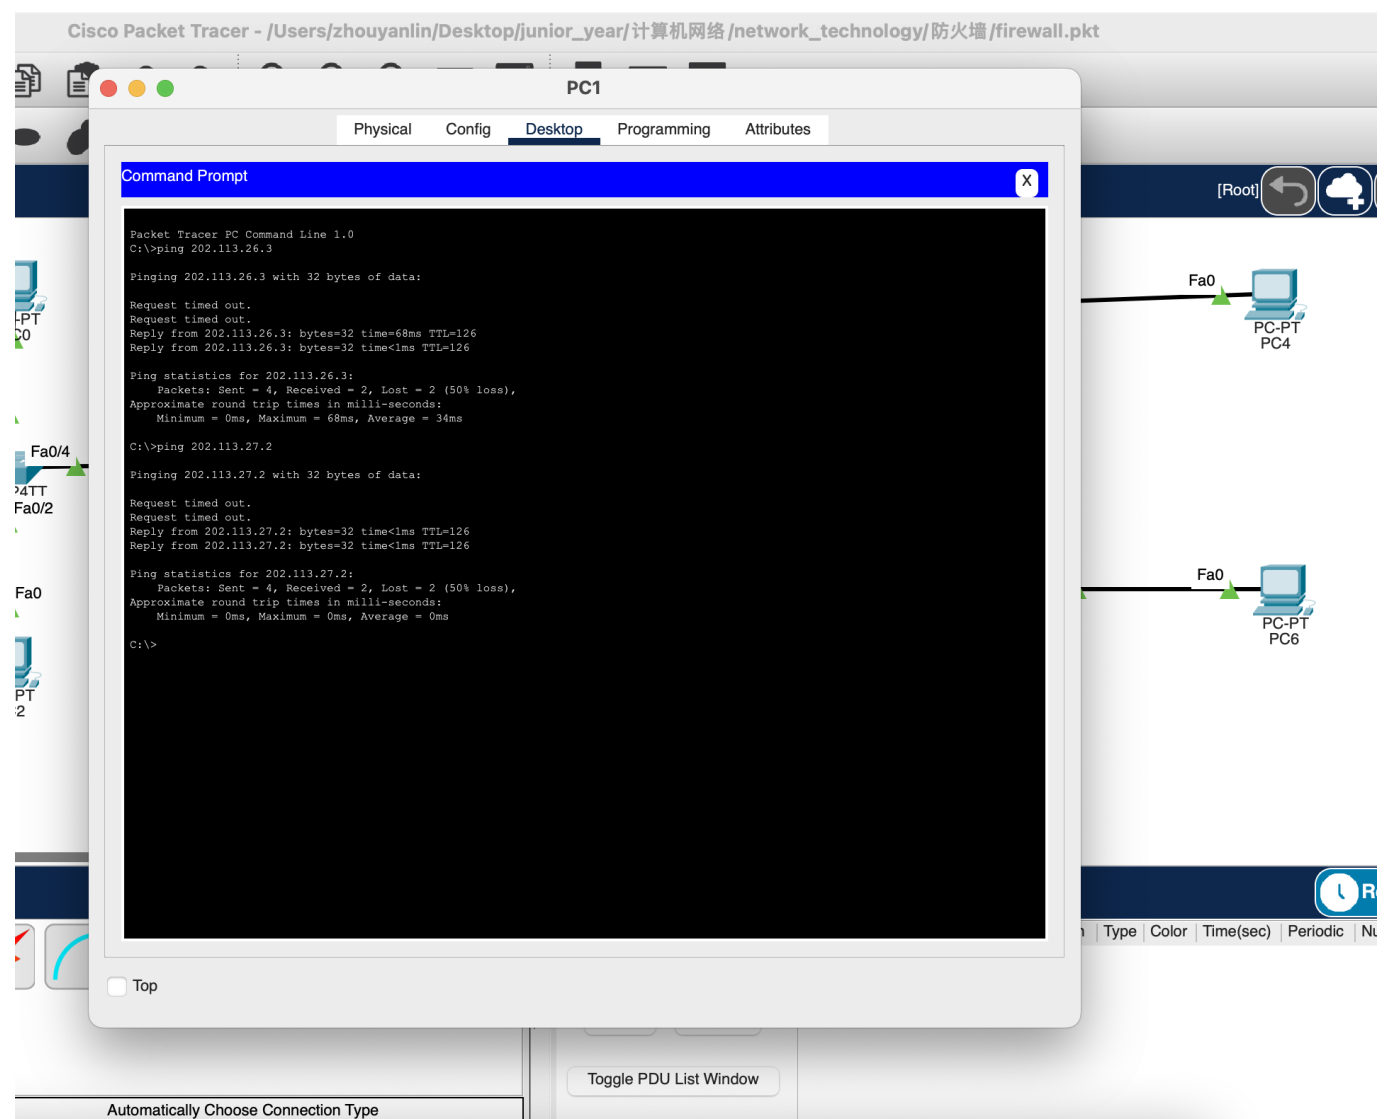 Cisco Packet Tracer - /Users/zhouyanlin/Desktop/junior_year/计算机网络/network_technology/防火墙/firewall.pkt
PC1
Physical Config Desktop Programming Attributes
Command Prompt
X
Packet Tracer PC Command Line 1.0
C:\>ping 202.113.26.3
Pinging 202.113.26.3 with 32 bytes of data:
Request timed out.
Request timed out.
Reply from 202.113.26.3: bytes=32 time=68ms TTL=126
Reply from 202.113.26.3: bytes=32 time<1ms TTL=126
Ping statistics for 202.113.26.3:
Packets: Sent = 4, Received = 2, Lost = 2 (50% loss),
Approximate round trip times in milli-seconds:
Minimum = 0ms, Maximum = 68ms, Average = 34ms
C:\>ping 202.113.27.2
Pinging 202.113.27.2 with 32 bytes of data:
Request timed out.
Request timed out.
Reply from 202.113.27.2: bytes=32 time<1ms TTL=126
Reply from 202.113.27.2: bytes=32 time<1ms TTL=126
Ping statistics for 202.113.27.2:
Packets: Sent = 4, Received = 2, Lost = 2 (50% loss),
Approximate round trip times in milli-seconds:
Minimum = 0ms, Maximum = 0ms, Average = 0ms
C:\>
Top
[Root]
Fa0
PC-PT
PC4
Fa0
PC-PT
PC6
-PT
Fa0/4
Fa0/2
Fa0
PT
Type Color Time(sec) Periodic
Toggle PDU List Window
Automatically Choose Connection Type